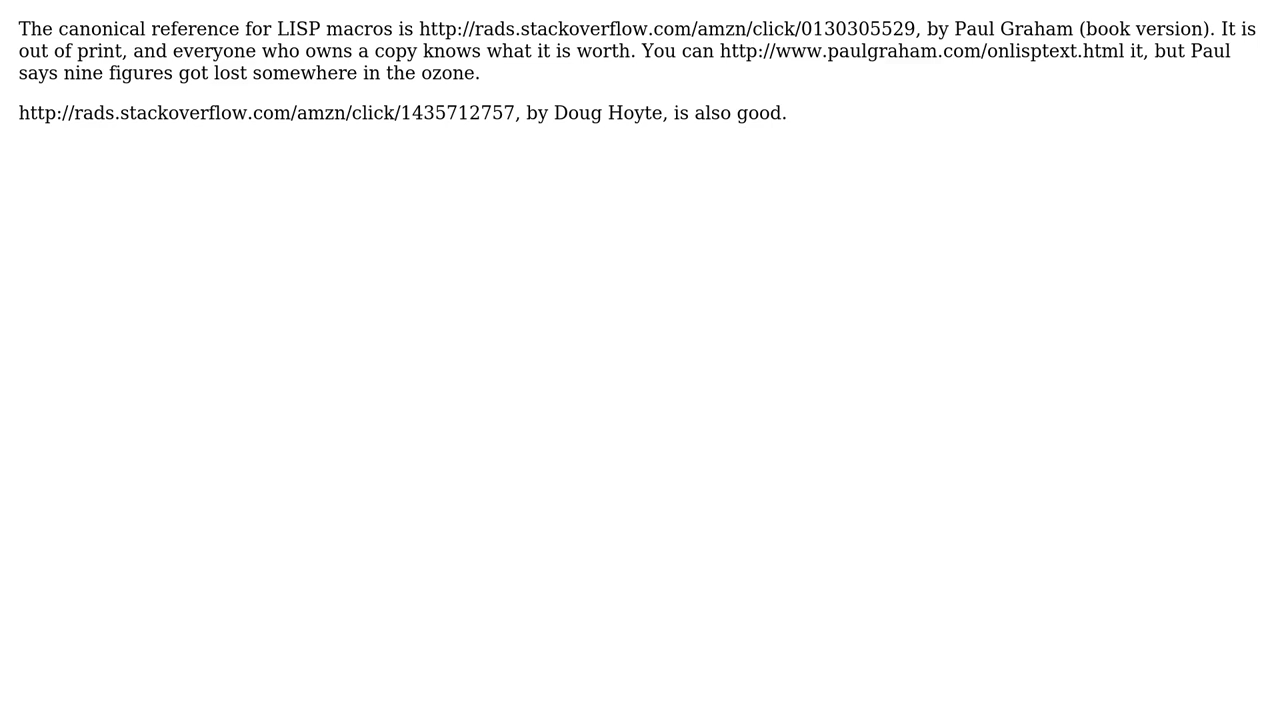 The canonical reference for LISP macros is http://rads.stackoverflow.com/amzn/click/0130305529, by Paul Graham (book version). It is
out of print, and everyone who owns a copy knows what it is worth. You can http://www.paulgraham.com/onlisptext.html it, but Paul
says nine figures got lost somewhere in the ozone.
http://rads.stackoverflow.com/amzn/click/1435712757, by Doug Hoyte, is also good.